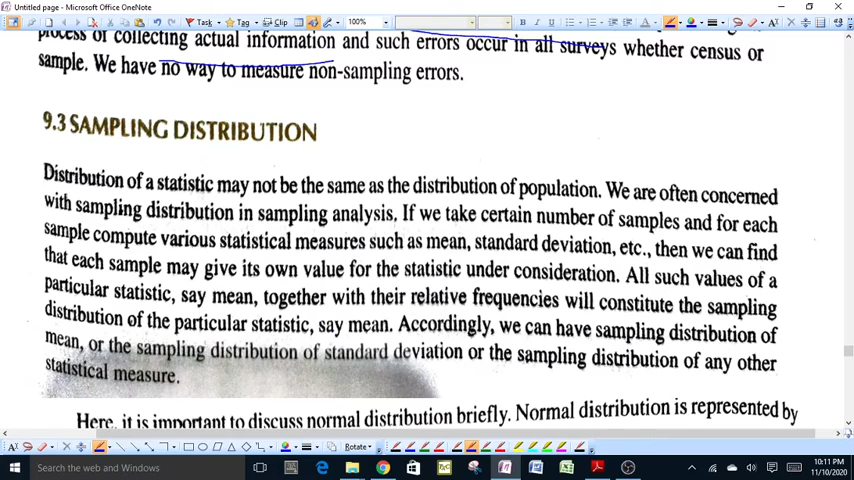 Untitled page - Microsoft Office OneNote
Task Tag Clip 100%
process of collecting actual information and such errors occur in all surveys whether census or
sample. We have no way to measure non-sampling errors.
9.3 SAMPLING DISTRIBUTION
Distribution of a statistic may not be the same as the distribution of population. We are often concerned
with sampling distribution in sampling analysis. If we take certain number of samples and for each
sample compute various statistical measures such as mean, standard deviation, etc., then we can find
that each sample may give its own value for the statistic under consideration. All such values of a
particular statistic, say mean, together with their relative frequencies will constitute the sampling
distribution of the particular statistic, say mean. Accordingly, we can have sampling distribution of
mean, or the sampling distribution of standard deviation or the sampling distribution of any other
statistical measure.
Here, it is important to discuss normal distribution briefly. Normal distribution is represented by
Rotate
Search the web and Windows
10:11 PM
11/10/2020